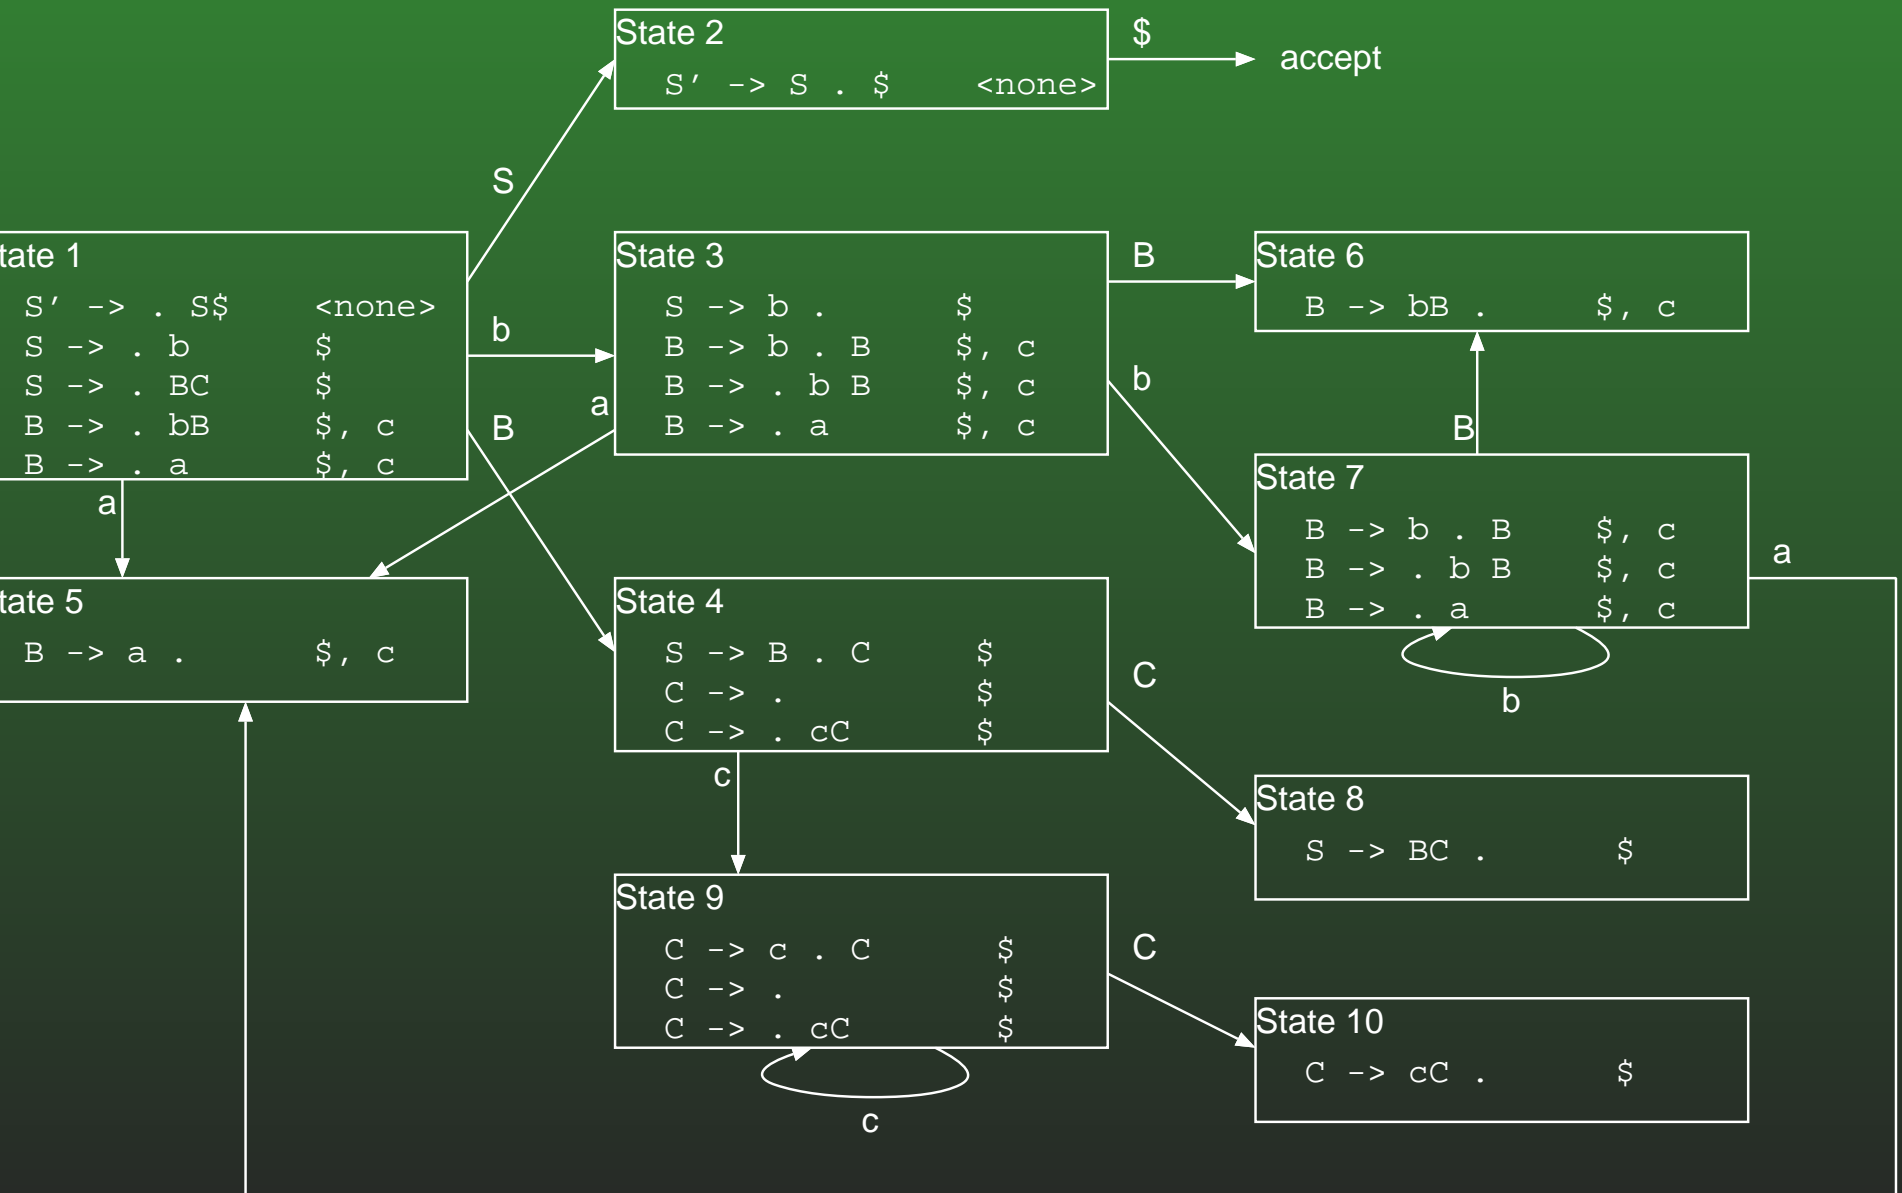 State 2
S' -> S . $ <none>
$
accept
S
tate 1
S' -> . S$ <none>
S -> . b $
S -> . BC $
B -> . bB $, c
B -> . a $, c
b
B
a
State 3
S -> b . $
B -> b . B $, c
B -> . b B $, c
B -> . a $, c
a
B
b
State 6
B -> bB . $, c
B
State 7
B -> b . B $, c
B -> . b B $, c
B -> . a $, c
a
b
tate 5
B -> a . $, c
State 4
S -> B . C $
C -> . $
C -> . cC $
C
c
State 8
S -> BC . $
State 9
C -> c . C $
C -> . $
C -> . cC $
C
c
State 10
C -> cC . $